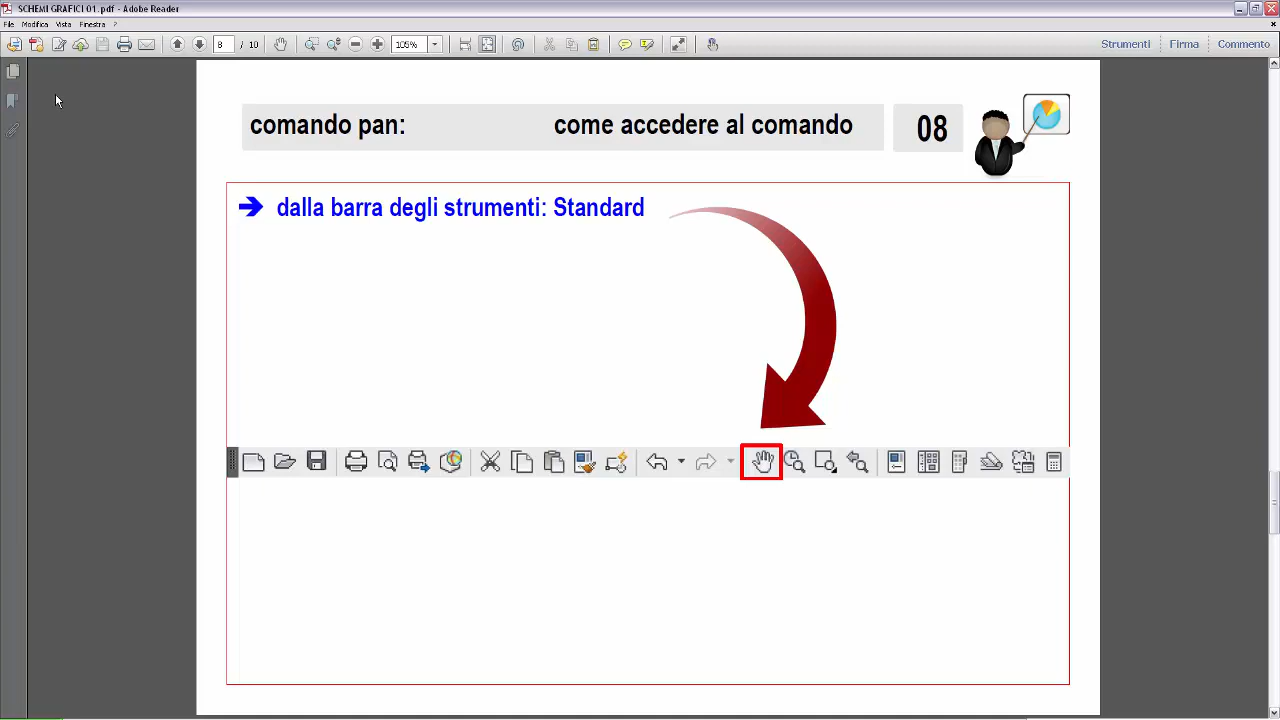 SCHEMI GRAFICI 01.pdf - Adobe Reader
File Modifica Vista Finestra ?
8 / 10 105% Strumenti Firma Commento
comando pan: come accedere al comando 08
dalla barra degli strumenti: Standard